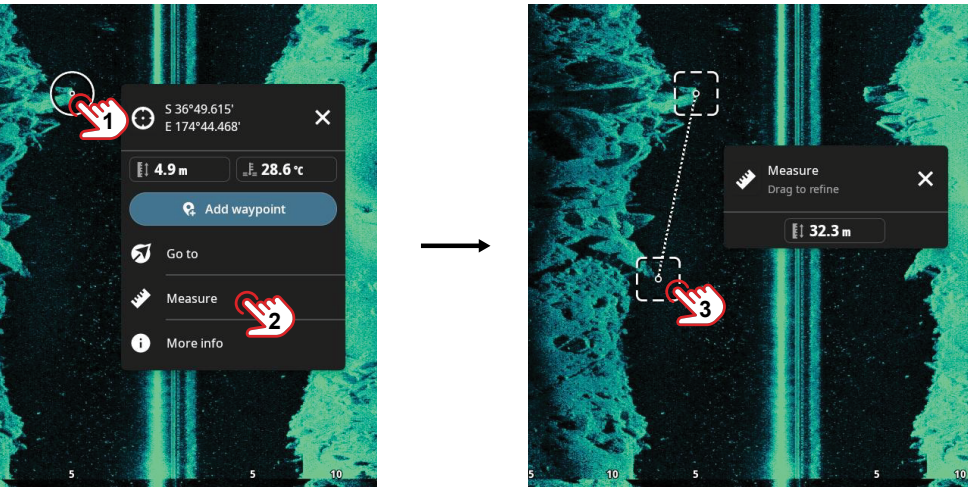 1
S 36°49.615'
E 174°44.468'
4.9 m
28.6 °C
Add waypoint
Go to
Measure
2
More info
5
5
10
Measure
Drag to refine
32.3 m
3
5
10
5
5
10